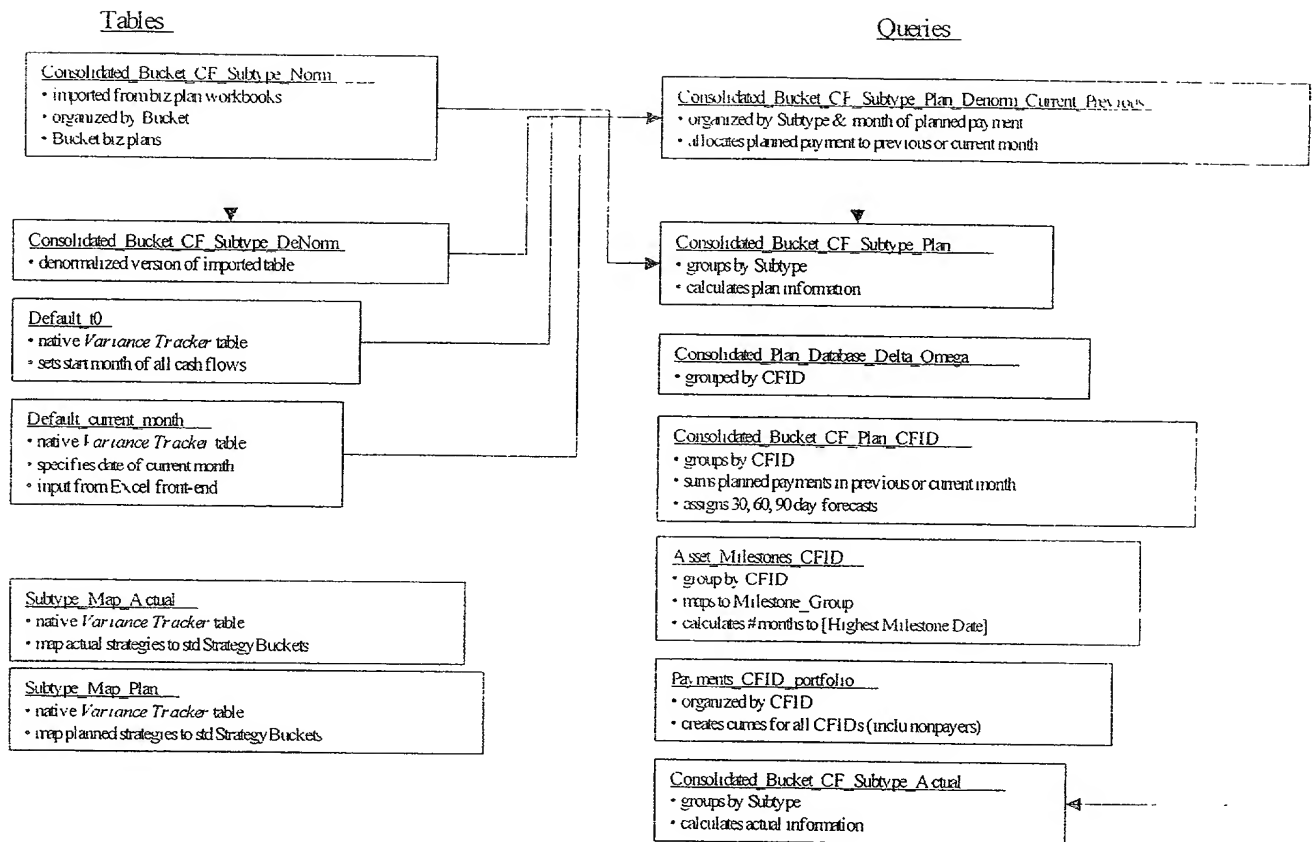 Tables
Consolidated_Bucket_CF_Subtype_Norm
• imported from biz plan workbooks
• organized by Bucket
• Bucket biz plans
Consolidated_Bucket_CF_Subtype_DeNorm
• denormalized version of imported table
Default_t0
• native Variance Tracker table
• sets start month of all cash flows
Default_current_month
• native Variance Tracker table
• specifies date of current month
• input from Excel front-end
Subtype_Map_Actual
• native Variance Tracker table
• map actual strategies to std Strategy Buckets
Subtype_Map_Plan
• native Variance Tracker table
• map planned strategies to std Strategy Buckets
Queries
Consolidated_Bucket_CF_Subtype_Plan_Denorm_Current_Previous
• organized by Subtype & month of planned payment
• allocates planned payment to previous or current month
Consolidated_Bucket_CF_Subtype_Plan
• groups by Subtype
• calculates plan information
Consolidated_Plan_Database_Delta_Omega
• grouped by CFID
Consolidated_Bucket_CF_Plan_CFID
• groups by CFID
• sums planned payments in previous or current month
• assigns 30, 60, 90 day forecasts
Asset_Milestones_CFID
• group by CFID
• maps to Milestone_Group
• calculates # months to [Highest Milestone Date]
Payments_CFID_portfolio
• organized by CFID
• creates curves for all CFIDs (inclu nonpayers)
Consolidated_Bucket_CF_Subtype_Actual
• groups by Subtype
• calculates actual information